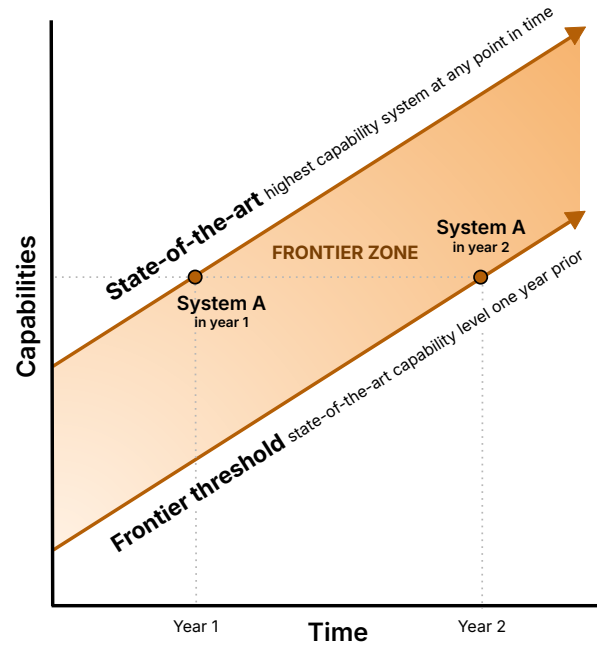 State-of-the-art highest capability system at any point in time
System A
in year 2
FRONTIER ZONE
System A
in year 1
Capabilities
Frontier threshold state-of-the-art capability level one year prior
Year 1
Time
Year 2